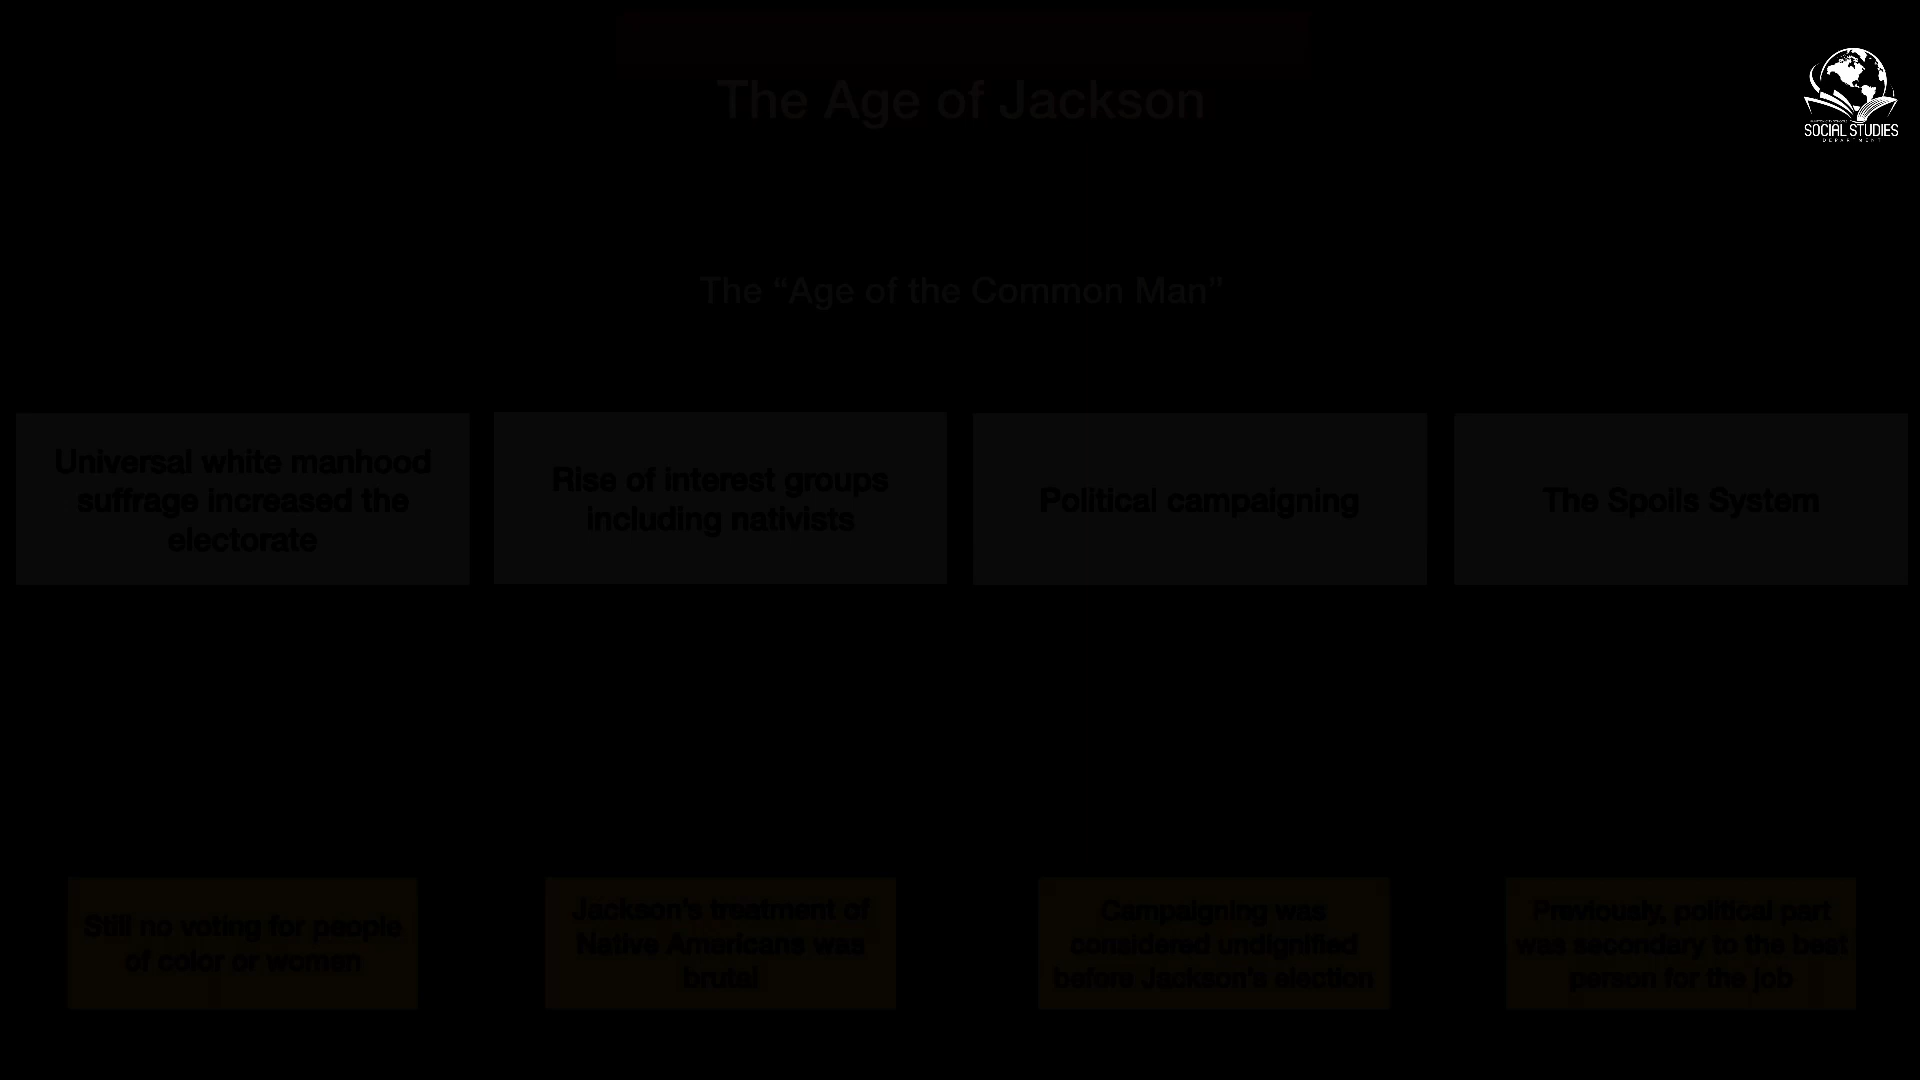 The Age of Jackson
SOCIAL STUDIES
DEPARTMENT
The “Age of the Common Man”
Universal white manhood
suffrage increased the
electorate
Rise of interest groups
including nativists
Political campaigning
The Spoils System
Still no voting for people
of color or women
Jackson's treatment of
Native Americans was
brutal
Campaigning was
considered undignified
before Jackson's election
Previously, political part
was secondary to the best
person for the job